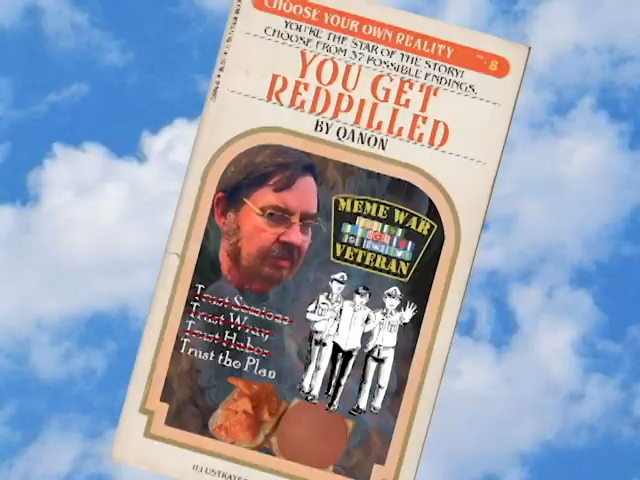 CHOOSE YOUR OWN REALITY 8
YOU'RE THE STAR OF THE STORY!
CHOOSE FROM 37 POSSIBLE ENDINGS.
YOU GET
REDPILLED
BY QANON
MEME WAR
VETERAN
Trust Sessions
Trust Wray
Trust Huber
Trust the Plan
ILLUSTRATE